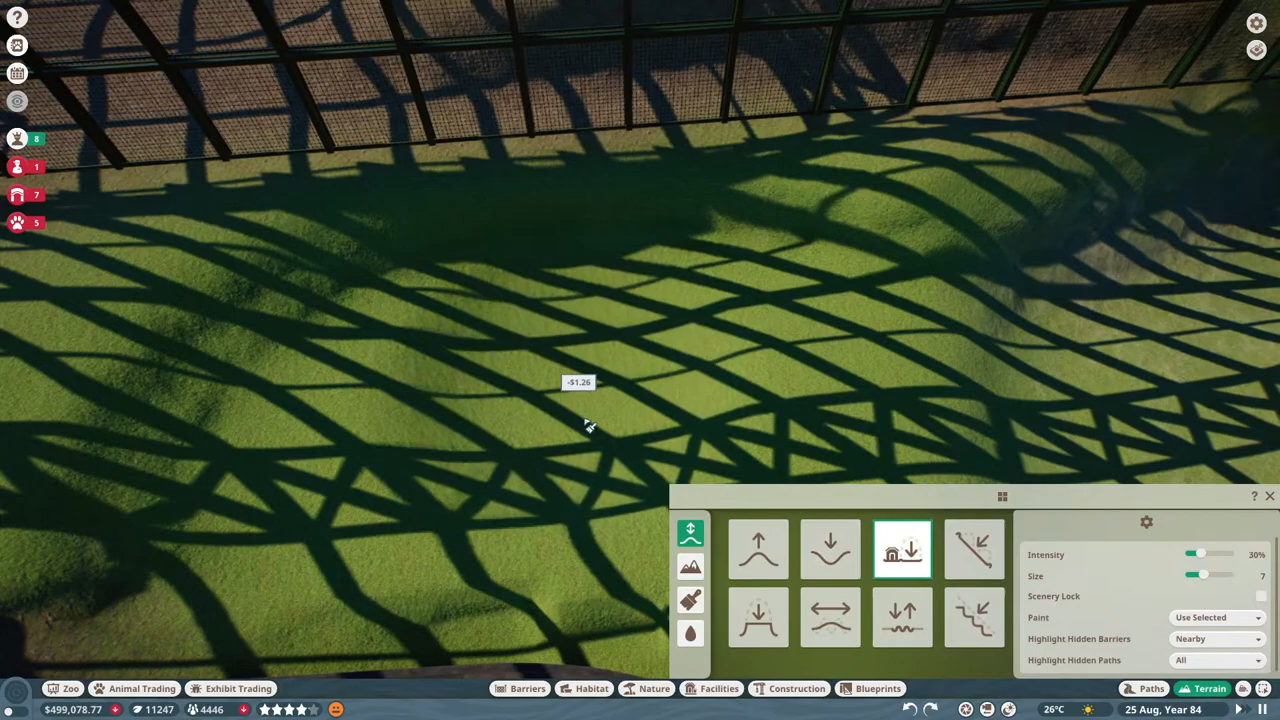 ?
8
1
7
5
-$1.26
?
Intensity 30%
Size 7
Scenery Lock
Paint Use Selected
Highlight Hidden Barriers Nearby
Highlight Hidden Paths All
Zoo Animal Trading Exhibit Trading Barriers Habitat Nature Facilities Construction Blueprints Paths Terrain
$499,078.77 11247 4446 26°C 25 Aug, Year 84